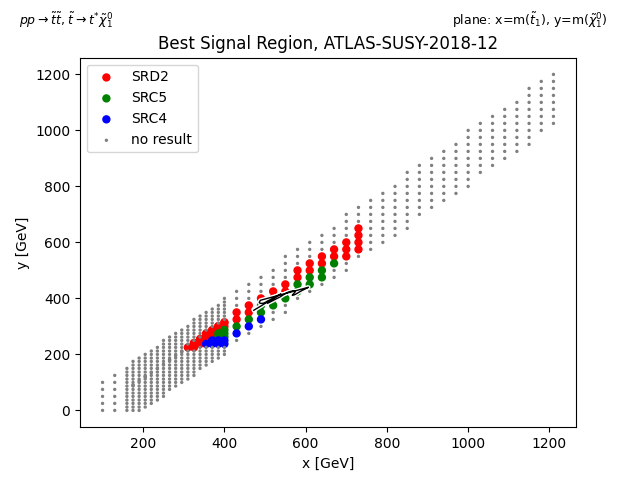 pp → t̃t̃, t̃ → t*χ̃⁰₁
plane: x=m(t̃₁), y=m(χ̃⁰₁)
Best Signal Region, ATLAS-SUSY-2018-12
SRD2
SRC5
SRC4
no result
y [GeV]
1200
1000
800
600
400
200
0
200 400 600 800 1000 1200
x [GeV]